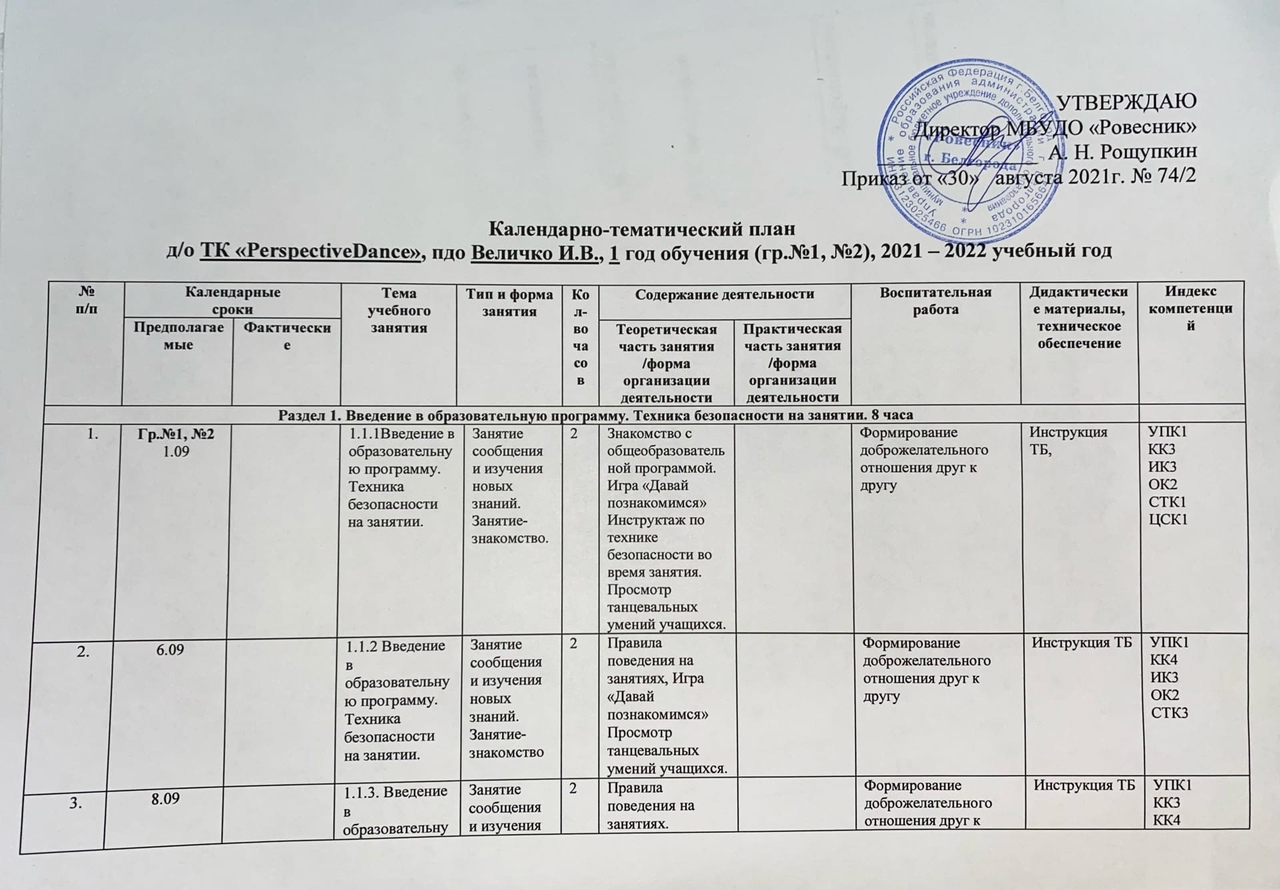 УТВЕРЖДАЮ
Директор МБУДО «Ровесник»
А. Н. Рощупкин
Приказ от «30» августа 2021г. № 74/2
Российская Федерация г.Белгород
«Ровесник»
г. Белгорода
3123025466 ОГРН
Календарно-тематический план
д/о ТК «PerspectiveDance», пдо Величко И.В., 1 год обучения (гр.№1, №2), 2021 – 2022 учебный год
№
п/п
Календарные
сроки
Предполагае
мые
Фактически
е
Тема
учебного
занятия
Тип и форма
занятия
Ко
л-
во
ча
со
в
Содержание деятельности
Теоретическая
часть занятия
/форма
организации
деятельности
Практическая
часть занятия
/форма
организации
деятельности
Воспитательная
работа
Дидактически
е материалы,
техническое
обеспечение
Индекс
компетенци
й
Раздел 1. Введение в образовательную программу. Техника безопасности на занятии. 8 часа
1.
Гр.№1, №2
1.09
1.1.1Введение в
образовательну
ю программу.
Техника
безопасности
на занятии.
Занятие
сообщения
и изучения
новых
знаний.
Занятие-
знакомство.
2
Знакомство с
общеобразователь
ной программой.
Игра «Давай
познакомимся»
Инструктаж по
технике
безопасности во
время занятия.
Просмотр
танцевальных
умений учащихся.
Формирование
доброжелательного
отношения друг к
другу
Инструкция
ТБ,
УПК1
КК3
ИК3
ОК2
СТК1
ЦСК1
2.
6.09
1.1.2 Введение
в
образовательну
ю программу.
Техника
безопасности
на занятии.
Занятие
сообщения
и изучения
новых
знаний.
Занятие-
знакомство
2
Правила
поведения на
занятиях, Игра
«Давай
познакомимся»
Просмотр
танцевальных
умений учащихся.
Формирование
доброжелательного
отношения друг к
другу
Инструкция ТБ
УПК1
КК4
ИК3
ОК2
СТК3
3.
8.09
1.1.3. Введение
в
образовательну
Занятие
сообщения
и изучения
2
Правила
поведения на
занятиях.
Формирование
доброжелательного
отношения друг к
Инструкция ТБ
УПК1
КК3
КК4